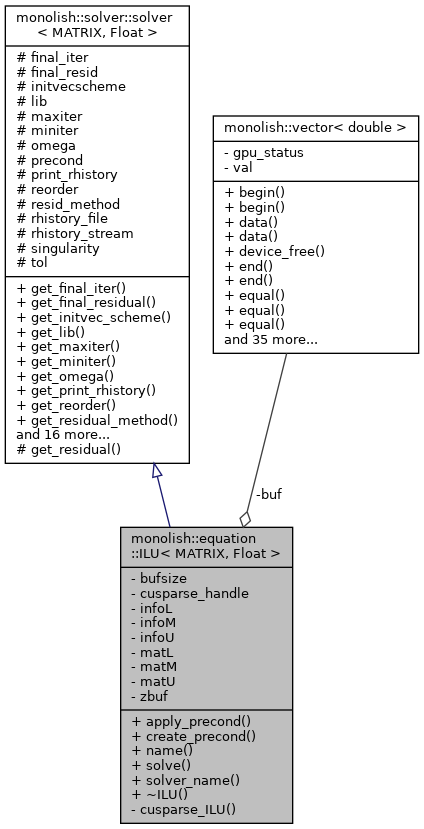 monolish::solver::solver
< MATRIX, Float >
# final_iter
# final_resid
# initvecscheme
# lib
# maxiter
# miniter
# omega
# precond
# print_rhistory
# reorder
# resid_method
# rhistory_file
# rhistory_stream
# singularity
# tol
+ get_final_iter()
+ get_final_residual()
+ get_initvec_scheme()
+ get_lib()
+ get_maxiter()
+ get_miniter()
+ get_omega()
+ get_print_rhistory()
+ get_reorder()
+ get_residual_method()
and 16 more...
# get_residual()
monolish::vector< double >
- gpu_status
- val
+ begin()
+ begin()
+ data()
+ data()
+ device_free()
+ end()
+ end()
+ equal()
+ equal()
+ equal()
and 35 more...
-buf
monolish::equation
::ILU< MATRIX, Float >
- bufsize
- cusparse_handle
- infoL
- infoM
- infoU
- matL
- matM
- matU
- zbuf
+ apply_precond()
+ create_precond()
+ name()
+ solve()
+ solver_name()
+ ~ILU()
- cusparse_ILU()